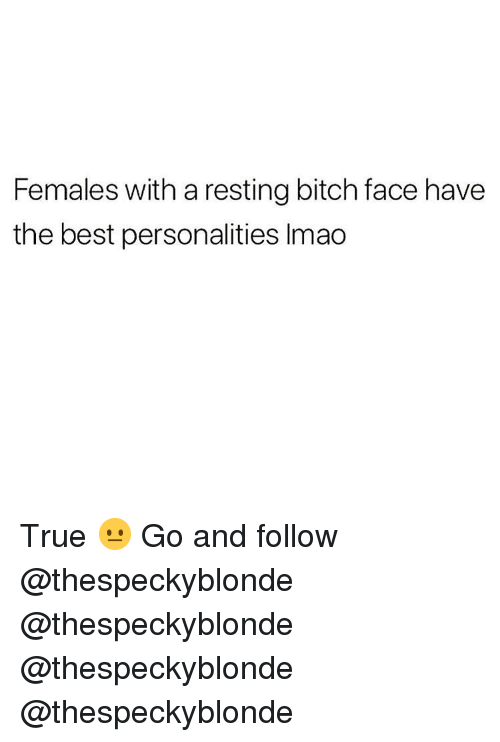 Females with a resting bitch face have
the best personalities lmao
True 😐 Go and follow
@thespeckyblonde
@thespeckyblonde
@thespeckyblonde
@thespeckyblonde